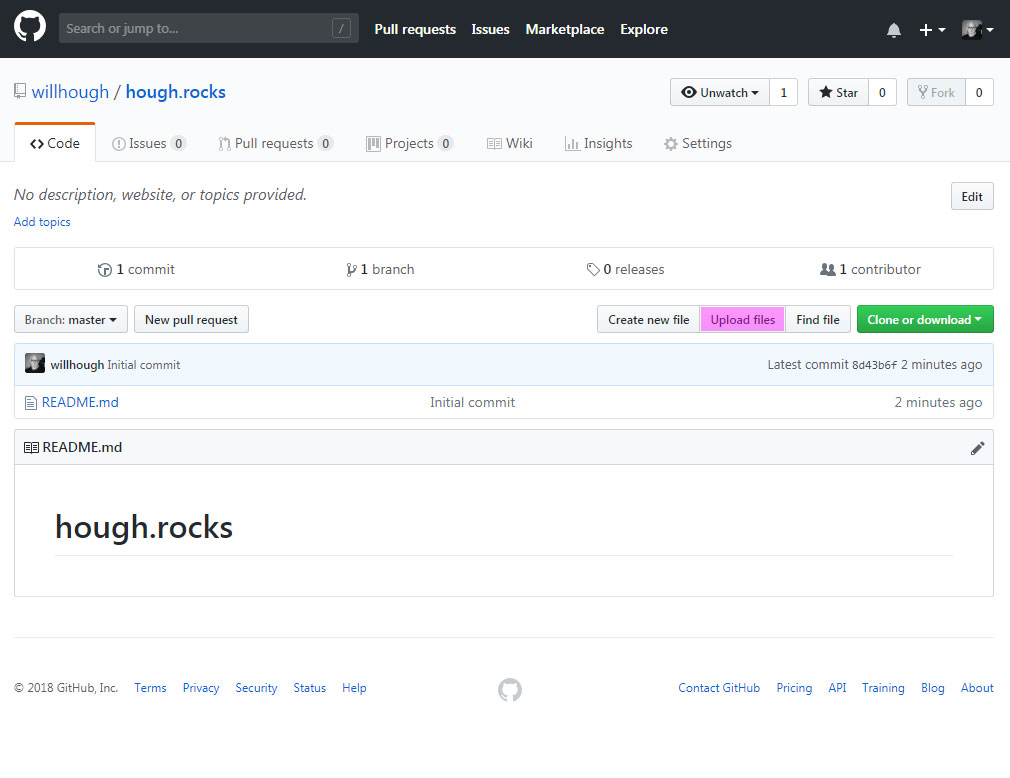 Search or jump to... / Pull requests Issues Marketplace Explore
willhough / hough.rocks Unwatch 1 Star 0 Fork 0
Code Issues 0 Pull requests 0 Projects 0 Wiki Insights Settings
No description, website, or topics provided. Edit
Add topics
1 commit 1 branch 0 releases 1 contributor
Branch: master New pull request Create new file Upload files Find file Clone or download
willhough Initial commit Latest commit 8d43b6f 2 minutes ago
README.md Initial commit 2 minutes ago
README.md
hough.rocks
© 2018 GitHub, Inc. Terms Privacy Security Status Help Contact GitHub Pricing API Training Blog About